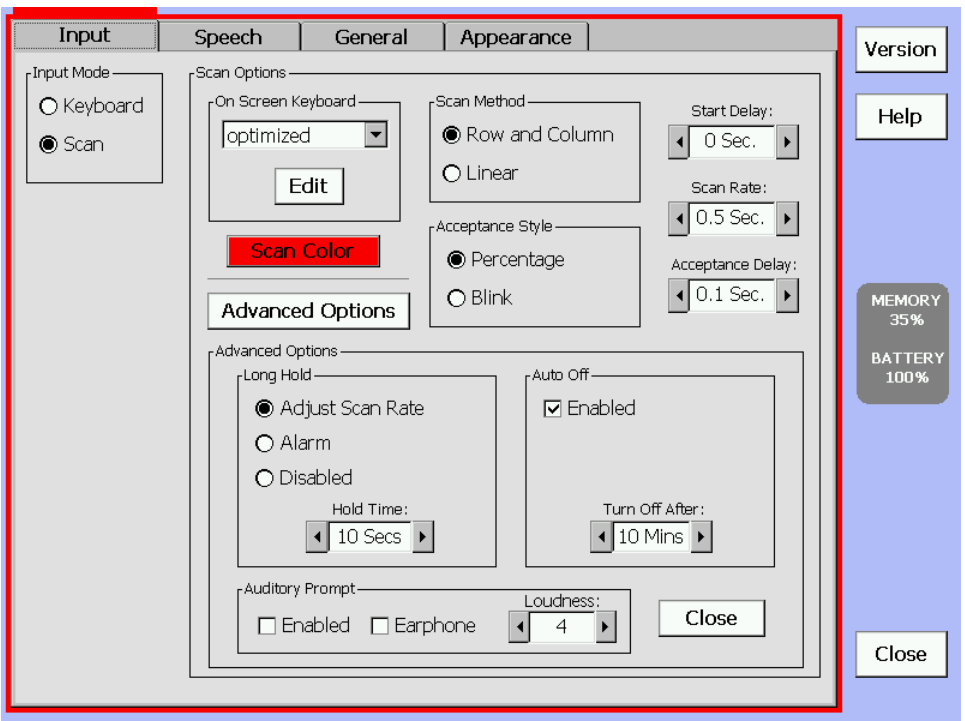 Input
Speech
General
Appearance
Version
Help
Input Mode
Keyboard
Scan
Scan Options
On Screen Keyboard
optimized
Edit
Scan Color
Advanced Options
Scan Method
Row and Column
Linear
Acceptance Style
Percentage
Blink
Start Delay:
0 Sec.
Scan Rate:
0.5 Sec.
Acceptance Delay:
0.1 Sec.
Advanced Options
Long Hold
Adjust Scan Rate
Alarm
Disabled
Hold Time:
10 Secs
Auto Off
Enabled
Turn Off After:
10 Mins
Auditory Prompt
Enabled
Earphone
Loudness:
4
Close
MEMORY
35%
BATTERY
100%
Close